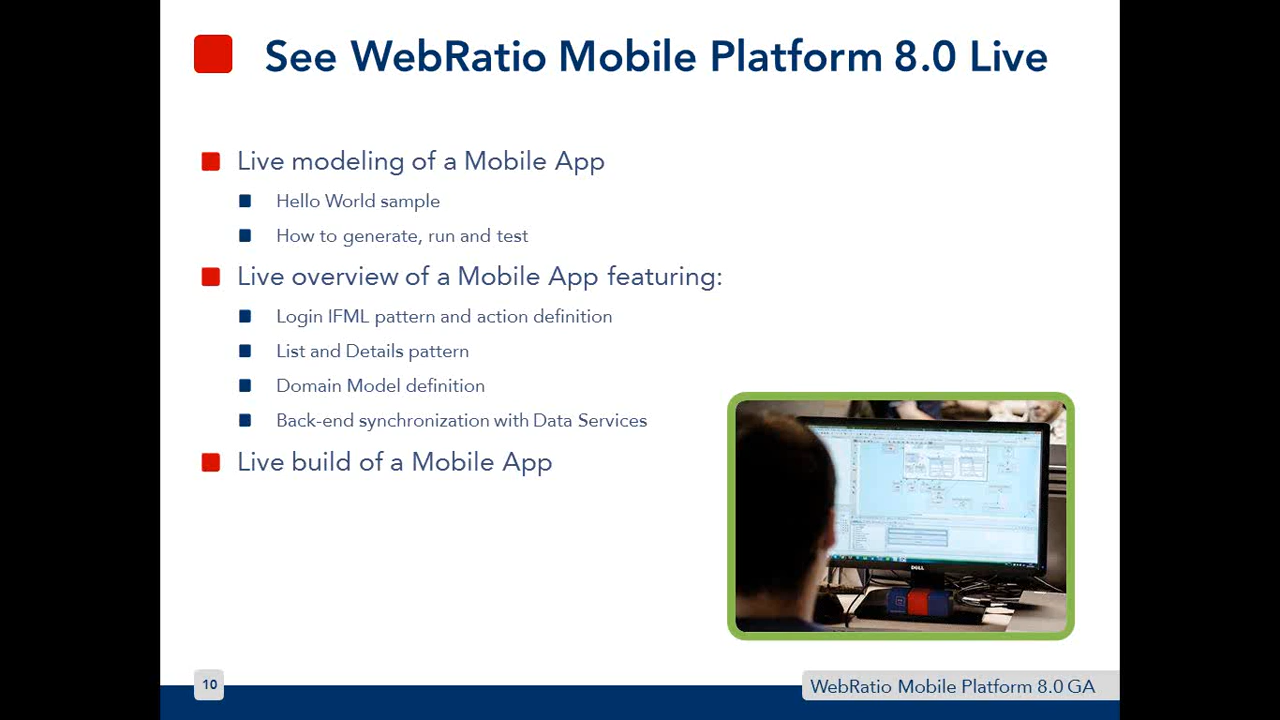 See WebRatio Mobile Platform 8.0 Live
Live modeling of a Mobile App
Hello World sample
How to generate, run and test
Live overview of a Mobile App featuring:
Login IFML pattern and action definition
List and Details pattern
Domain Model definition
Back-end synchronization with Data Services
Live build of a Mobile App
DELL
10
WebRatio Mobile Platform 8.0 GA